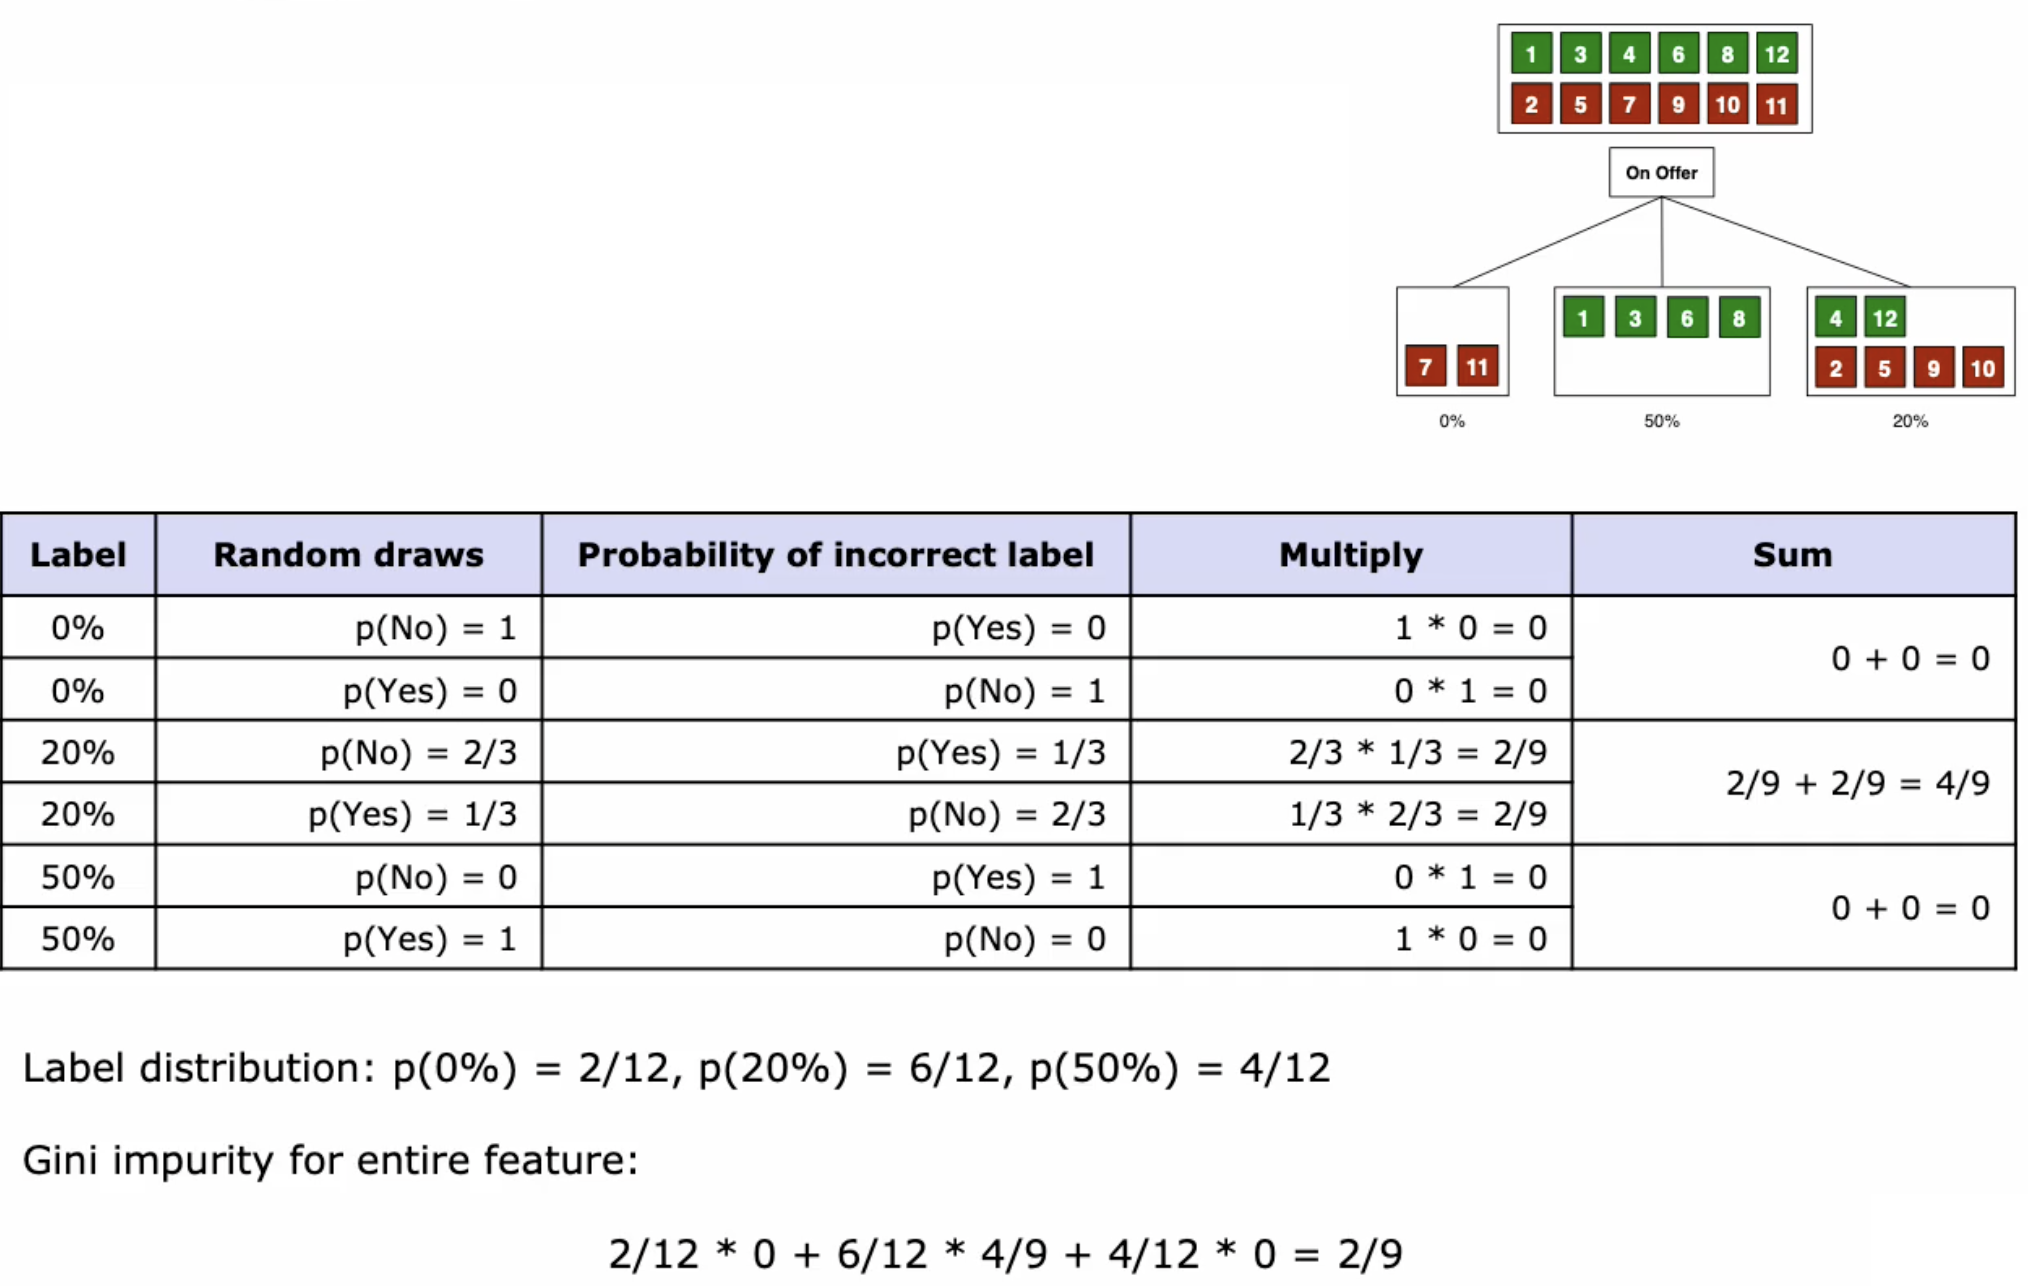 1 3 4 6 8 12
2 5 7 9 10 11
On Offer
1 3 6 8 4 12
7 11 2 5 9 10
0% 50% 20%
Label Random draws Probability of incorrect label Multiply Sum
0% p(No) = 1 p(Yes) = 0 1 * 0 = 0
0 + 0 = 0
0% p(Yes) = 0 p(No) = 1 0 * 1 = 0
20% p(No) = 2/3 p(Yes) = 1/3 2/3 * 1/3 = 2/9
2/9 + 2/9 = 4/9
20% p(Yes) = 1/3 p(No) = 2/3 1/3 * 2/3 = 2/9
50% p(No) = 0 p(Yes) = 1 0 * 1 = 0
0 + 0 = 0
50% p(Yes) = 1 p(No) = 0 1 * 0 = 0
Label distribution: p(0%) = 2/12, p(20%) = 6/12, p(50%) = 4/12
Gini impurity for entire feature:
2/12 * 0 + 6/12 * 4/9 + 4/12 * 0 = 2/9